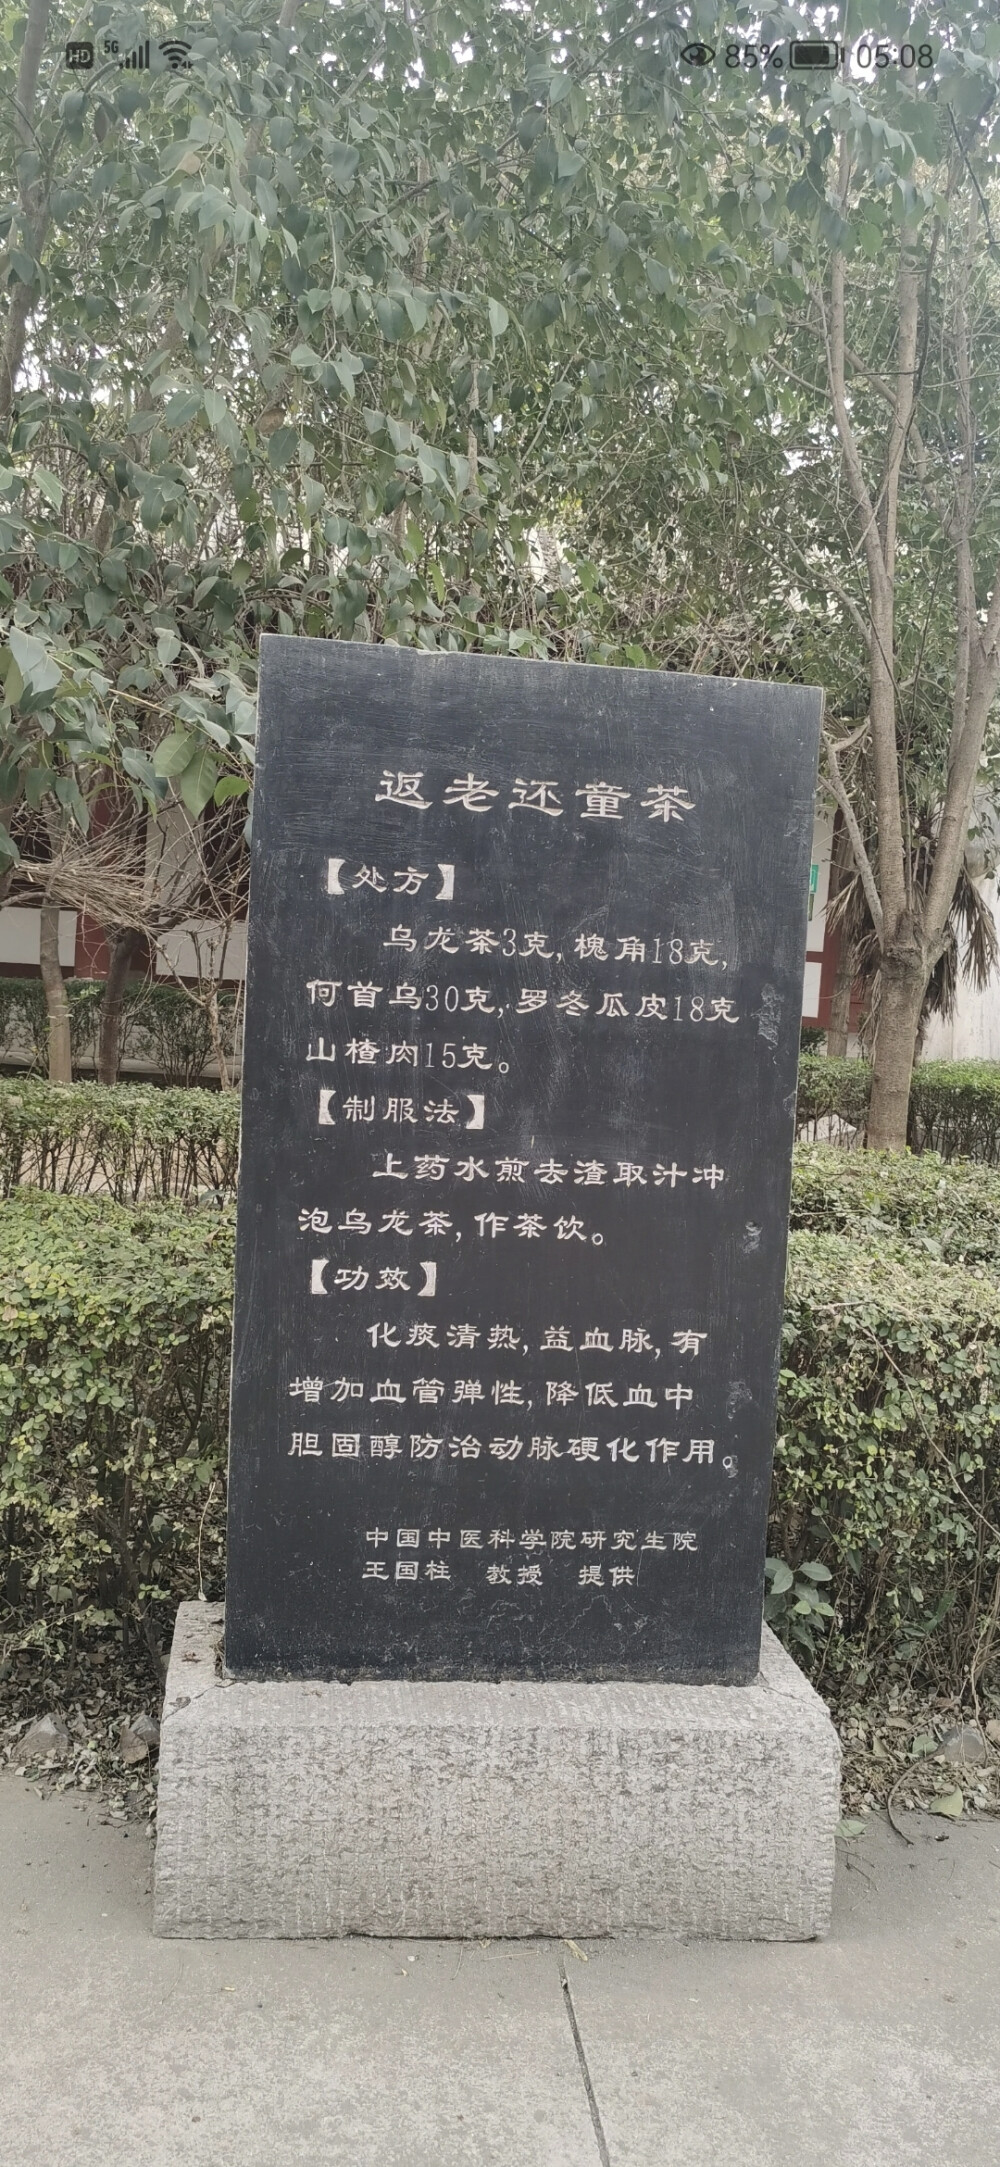 HD 5G 85% 05:08
返老还童茶
【处方】
乌龙茶3克,槐角18克,
何首乌30克,罗冬瓜皮18克
山楂肉15克。
【制服法】
上药水煎去渣取汁冲
泡乌龙茶,作茶饮。
【功效】
化痰清热,益血脉,有
增加血管弹性,降低血中
胆固醇防治动脉硬化作用。
中国中医科学院研究生院
王国柱 教授 提供